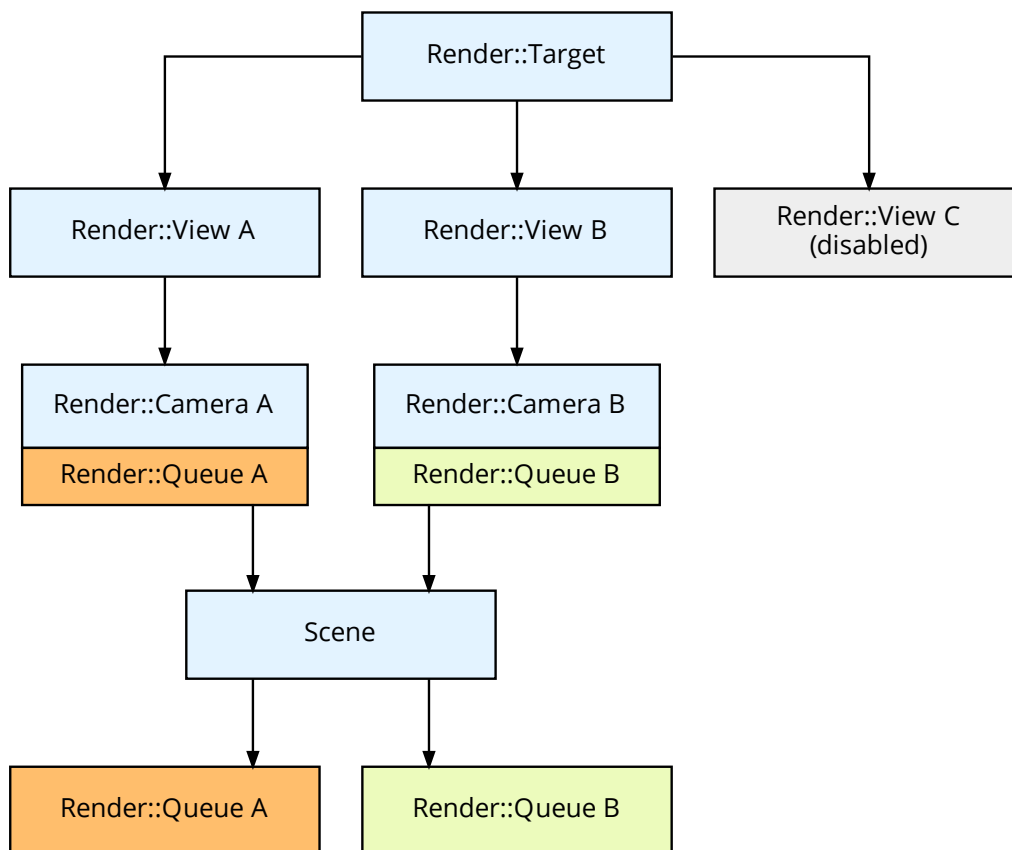 Render::Target
Render::View A
Render::View B
Render::View C
(disabled)
Render::Camera A
Render::Camera B
Render::Queue A
Render::Queue B
Scene
Render::Queue A
Render::Queue B